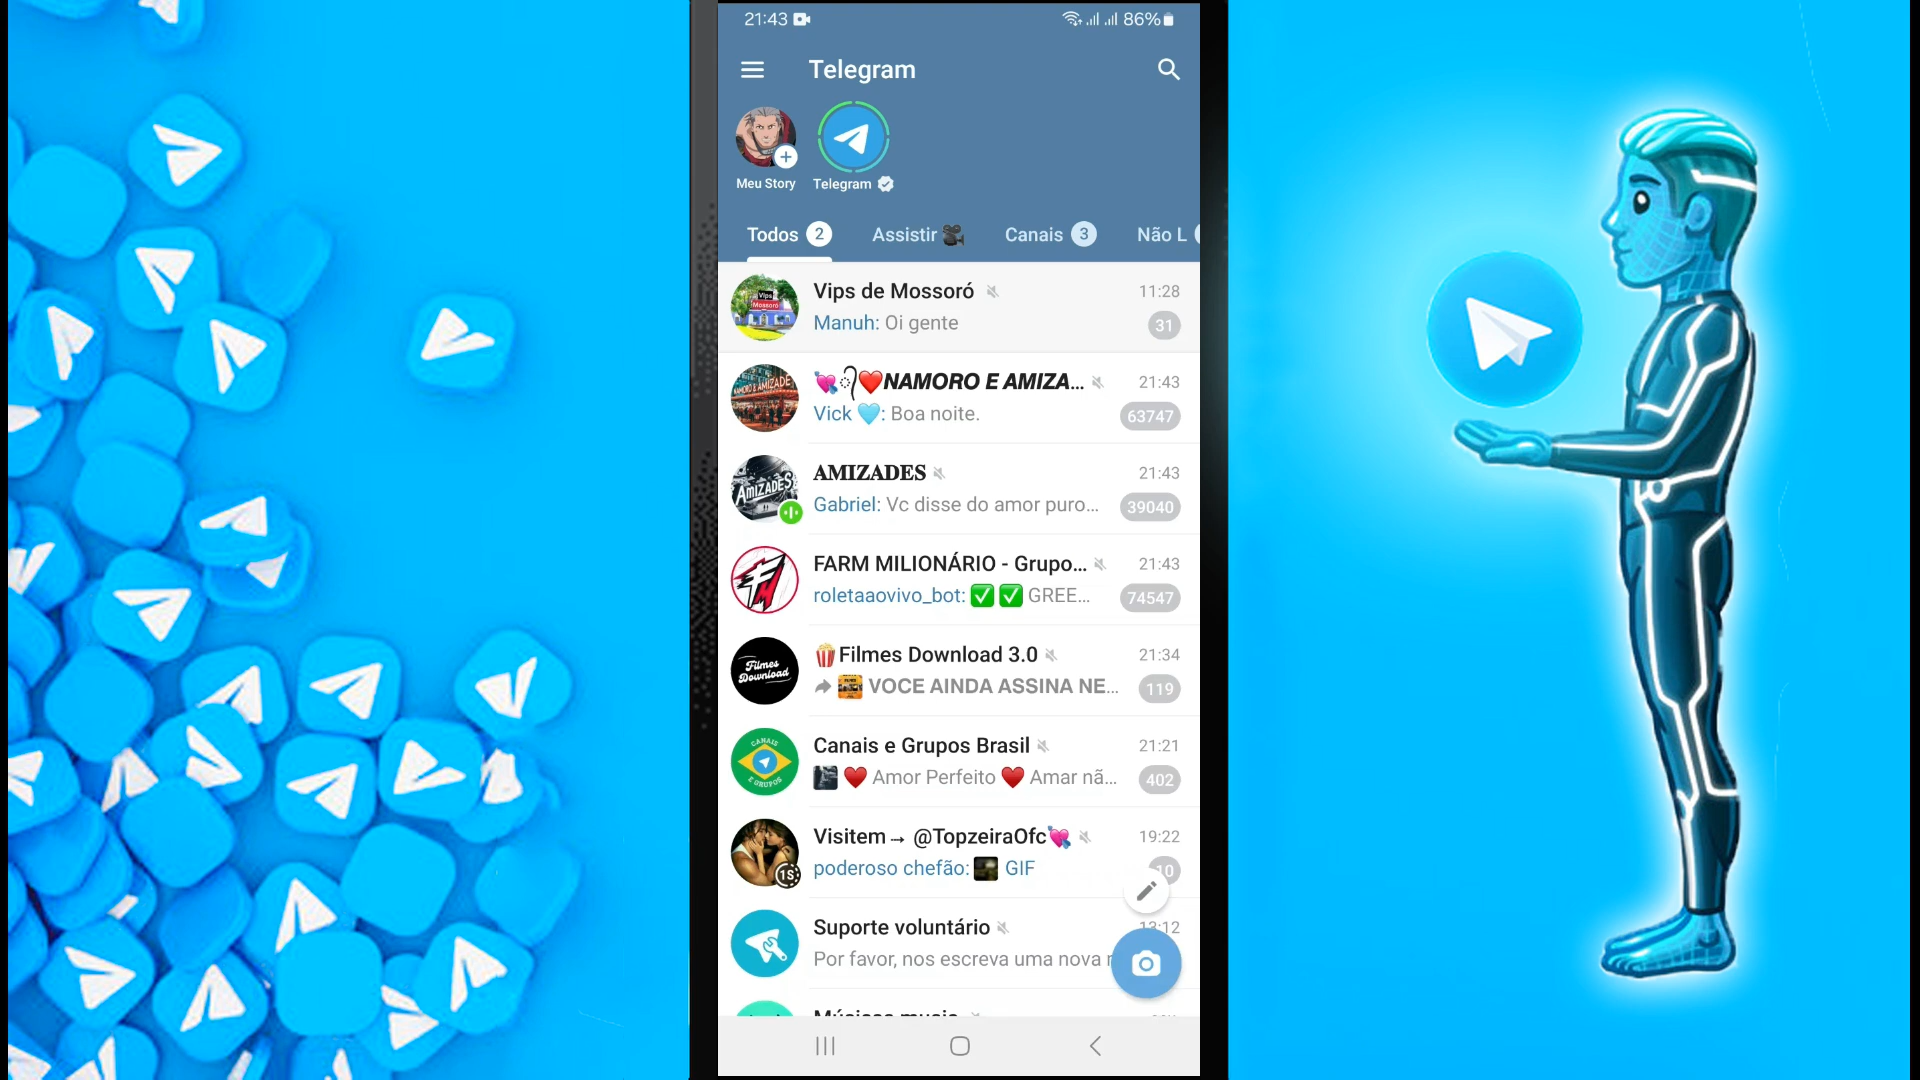 21:43 86%
Telegram
Meu Story Telegram
Todos 2 Assistir Canais 3 Não L
Vips de Mossoró 11:28
Manuh: Oi gente 31
NAMORO E AMIZA... 21:43
Vick 🩵: Boa noite. 63747
AMIZADES 21:43
Gabriel: Vc disse do amor puro... 39040
FARM MILIONÁRIO - Grupo... 21:43
roletaaovivo_bot: ✅ ✅ GREE... 74547
🍿Filmes Download 3.0 21:34
VOCE AINDA ASSINA NE... 119
Canais e Grupos Brasil 21:21
❤️ Amor Perfeito ❤️ Amar nã... 402
Visitem→ @TopzeiraOfc💘 19:22
poderoso chefão: GIF 10
Suporte voluntário 13:12
Por favor, nos escreva uma nova